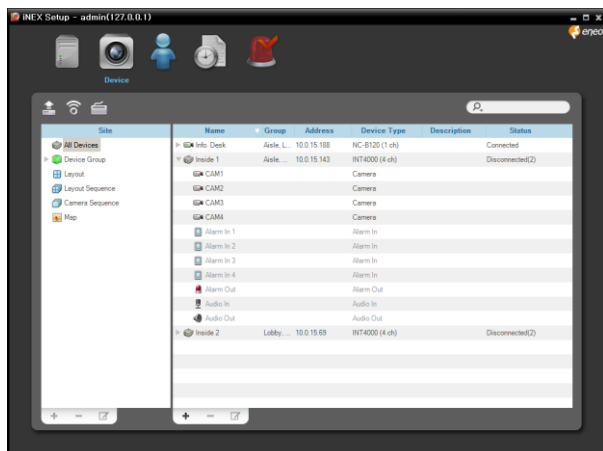 iNEX Setup - admin(127.0.0.1)
eneo
Device
Site
Name Group Address Device Type Description Status
All Devices
Device Group
Layout
Layout Sequence
Camera Sequence
Map
Info. Desk Aisle, L... 10.0.15.188 NC-B120 (1 ch) Connected
Inside 1 Aisle, ... 10.0.15.143 INT4000 (4 ch) Disconnected(2)
CAM1 Camera
CAM2 Camera
CAM3 Camera
CAM4 Camera
Alarm In 1 Alarm In
Alarm In 2 Alarm In
Alarm In 3 Alarm In
Alarm In 4 Alarm In
Alarm Out Alarm Out
Audio In Audio In
Audio Out Audio Out
Inside 2 Lobby, ... 10.0.15.69 INT4000 (4 ch) Disconnected(2)